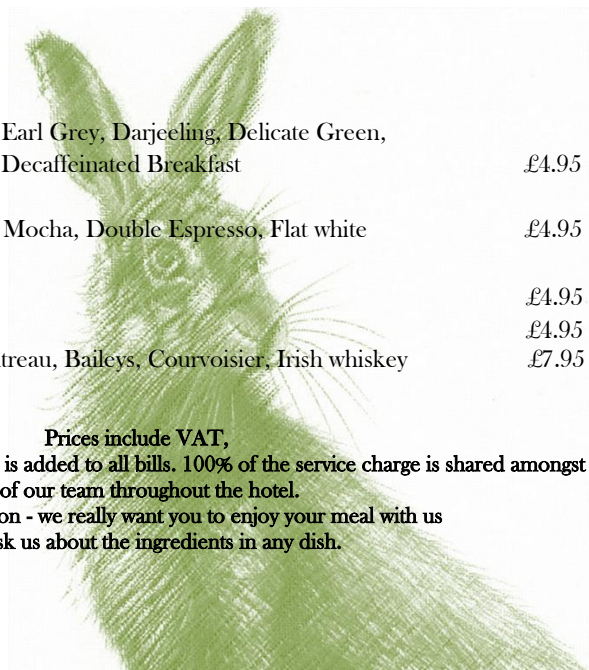 Earl Grey, Darjeeling, Delicate Green,
Decaffeinated Breakfast £4.95
Mocha, Double Espresso, Flat white £4.95
£4.95
£4.95
treau, Baileys, Courvoisier, Irish whiskey £7.95
Prices include VAT,
is added to all bills. 100% of the service charge is shared amongst
of our team throughout the hotel.
on - we really want you to enjoy your meal with us
sk us about the ingredients in any dish.